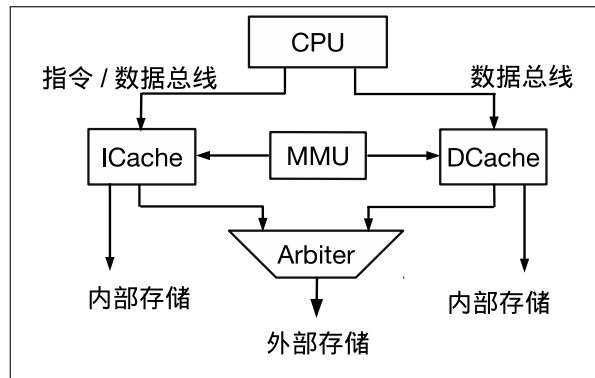 CPU
指令 / 数据总线
数据总线
ICache
MMU
DCache
Arbiter
内部存储
内部存储
外部存储